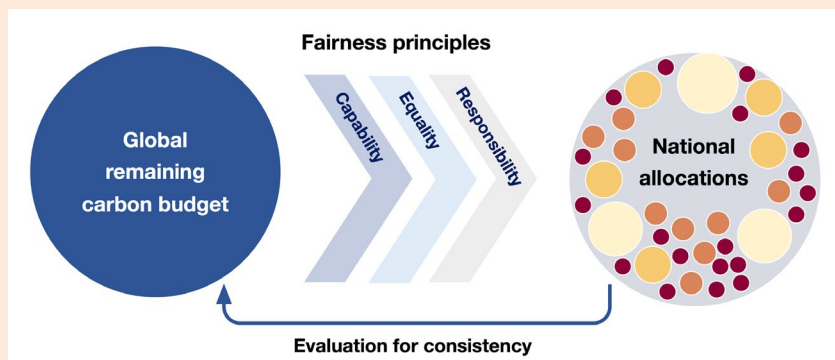 Fairness principles
Global
remaining
carbon budget
Capability
Equality
Responsibility
National
allocations
Evaluation for consistency